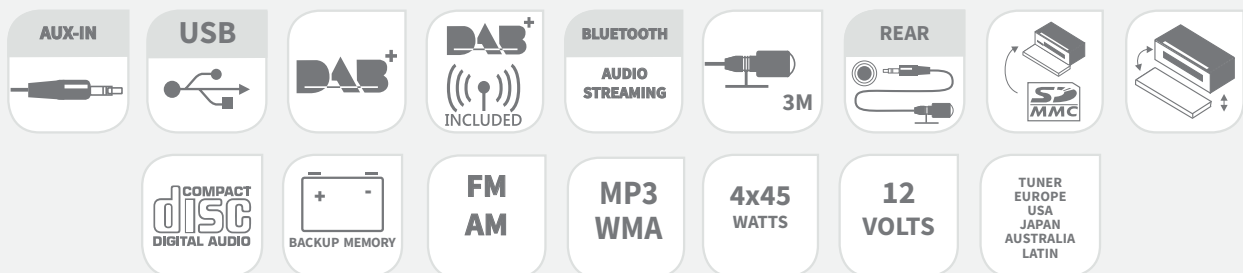 AUX-IN
USB
DAB+
DAB+
INCLUDED
BLUETOOTH
AUDIO
STREAMING
3M
REAR
SD
MMC
COMPACT
disc
DIGITAL AUDIO
+ -
BACKUP MEMORY
FM
AM
MP3
WMA
4x45
WATTS
12
VOLTS
TUNER
EUROPE
USA
JAPAN
AUSTRALIA
LATIN